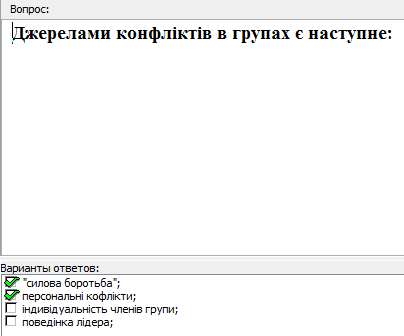 Вопрос:
Джерелами конфліктів в групах є наступне:
Варианты ответов:
"силова боротьба";
персональні кофлікти;
індивідуальність членів групи;
поведінка лідера;